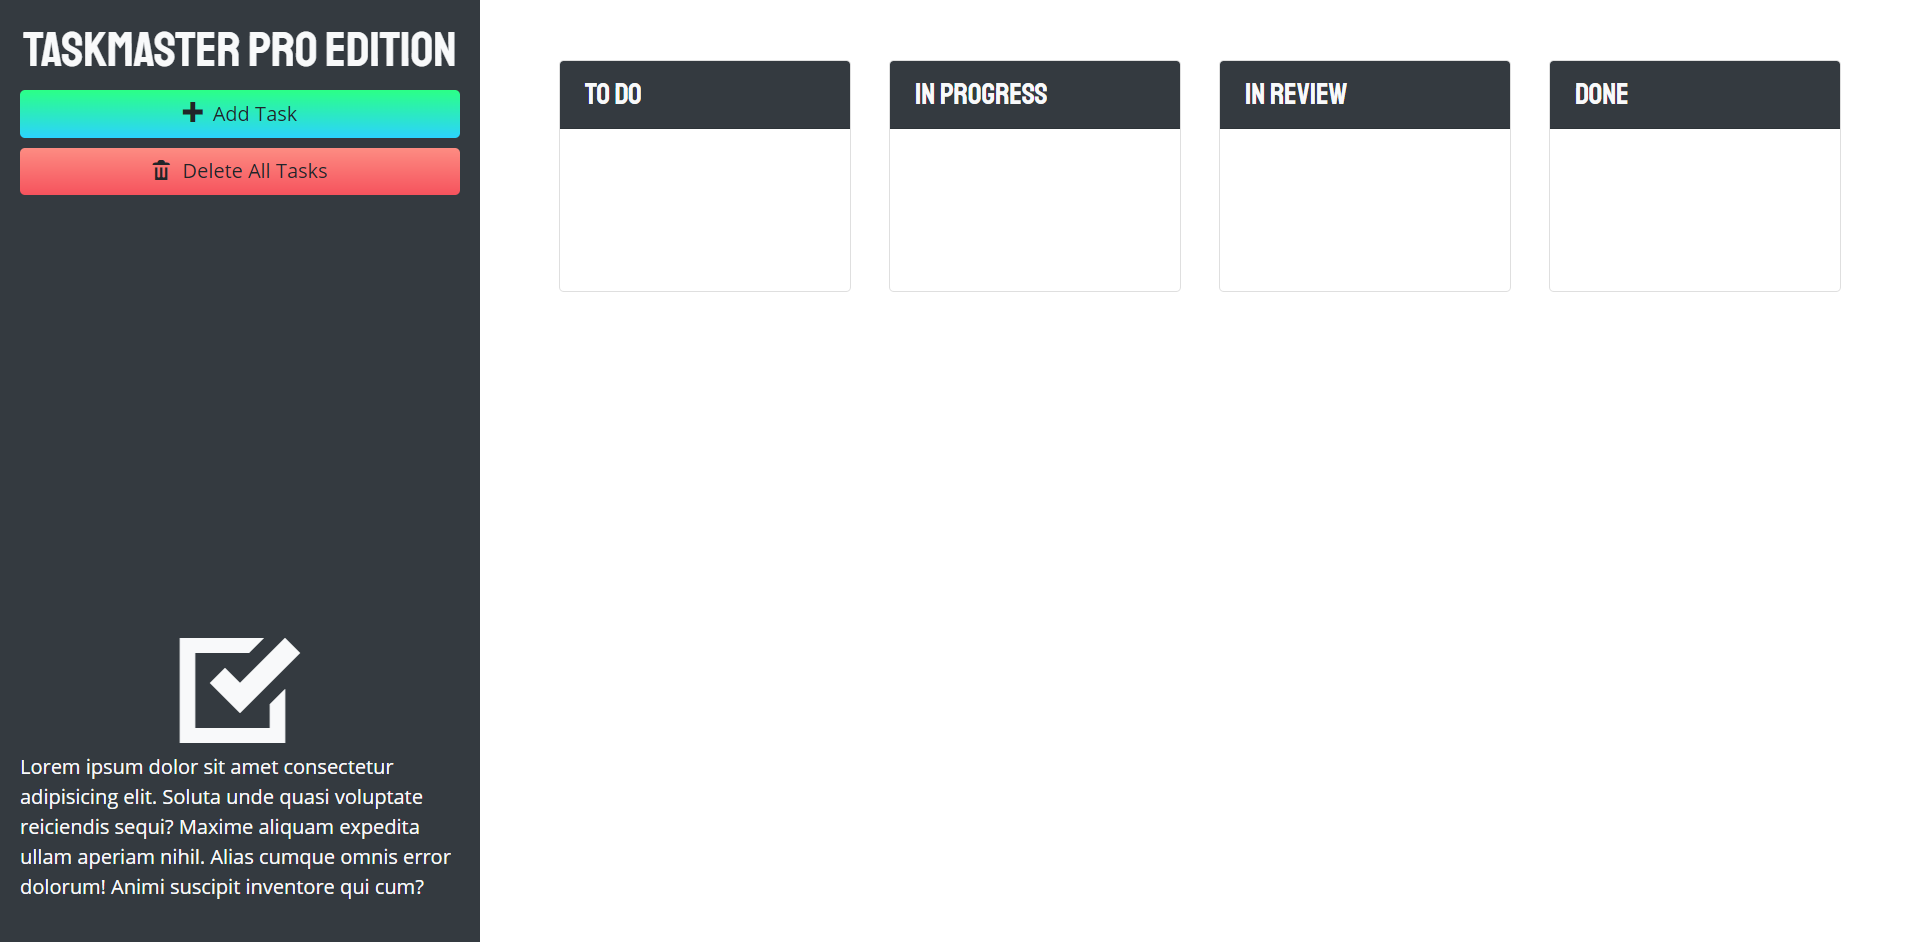 TASKMASTER PRO EDITION
Add Task
Delete All Tasks
TO DO
IN PROGRESS
IN REVIEW
DONE
Lorem ipsum dolor sit amet consectetur
adipisicing elit. Soluta unde quasi voluptate
reiciendis sequi? Maxime aliquam expedita
ullam aperiam nihil. Alias cumque omnis error
dolorum! Animi suscipit inventore qui cum?